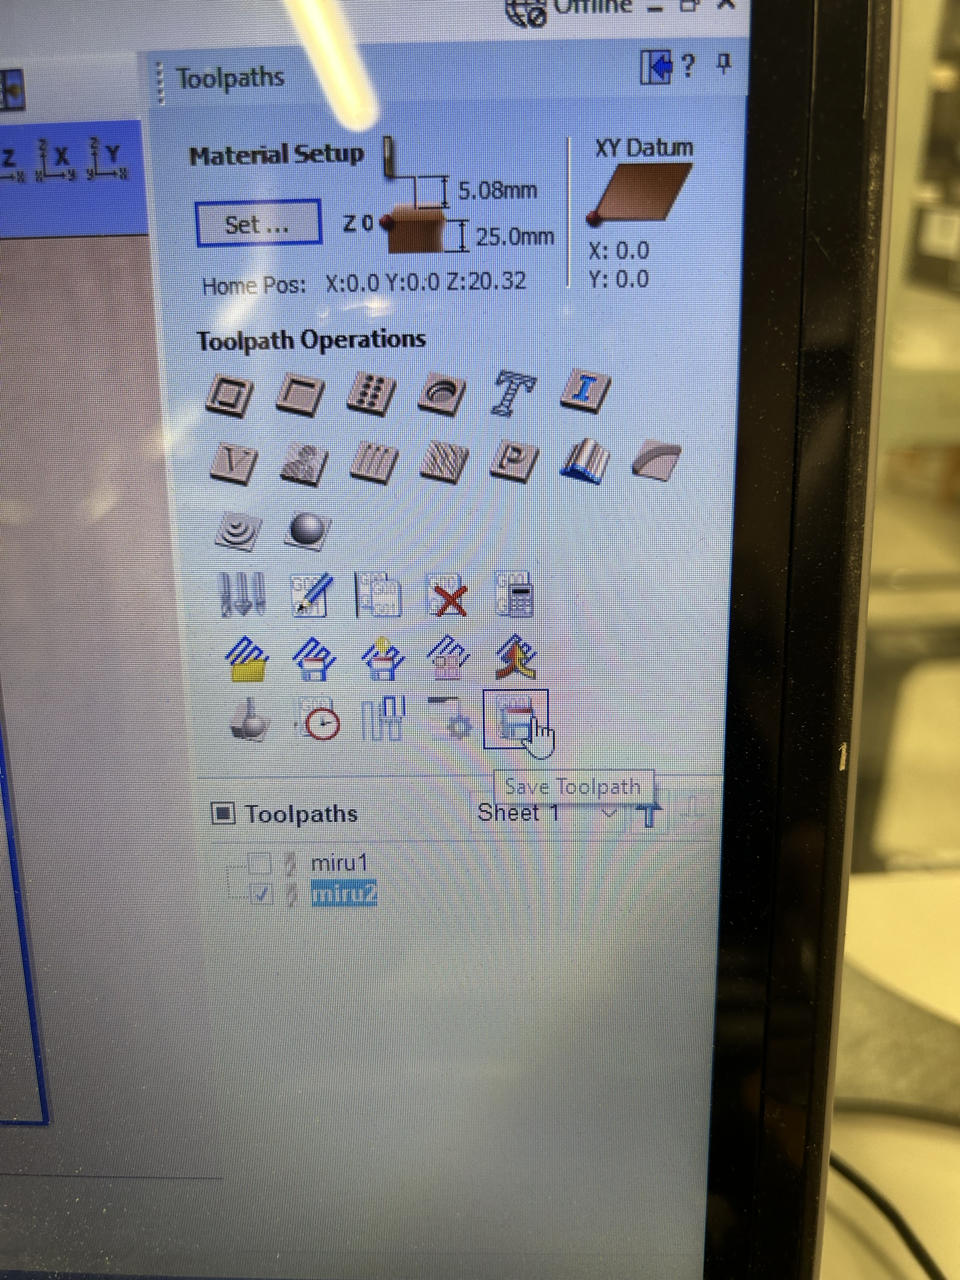 Offline
Toolpaths
?
Z X Y
Material Setup
XY Datum
5.08mm
Set ...
Z 0
25.0mm
X: 0.0
Y: 0.0
Home Pos: X:0.0 Y:0.0 Z:20.32
Toolpath Operations
Save Toolpath
Toolpaths
Sheet 1
miru1
miru2